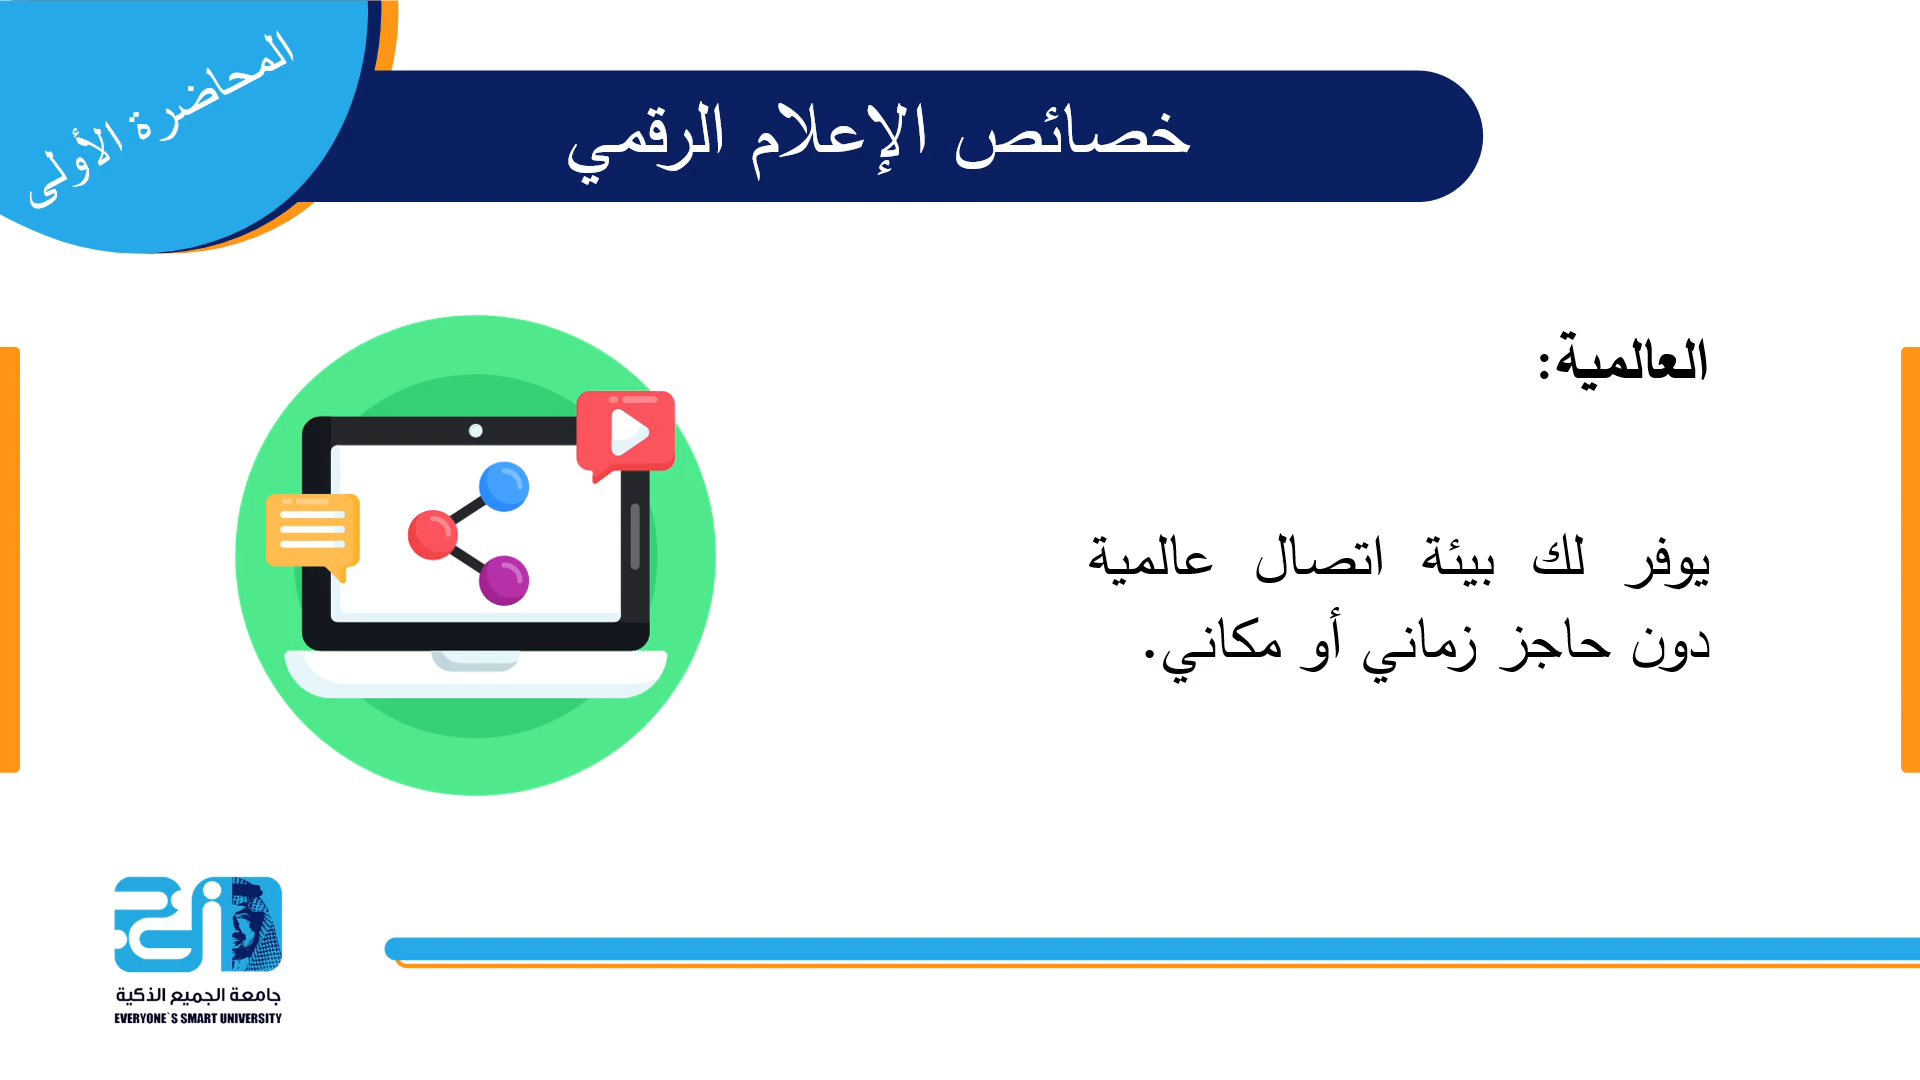 المحاضرة الأولى
خصائص الإعلام الرقمي
العالمية:
يوفر لك بيئة اتصال عالمية
دون حاجز زماني أو مكاني.
جامعة الجميع الذكية
EVERYONE`S SMART UNIVERSITY